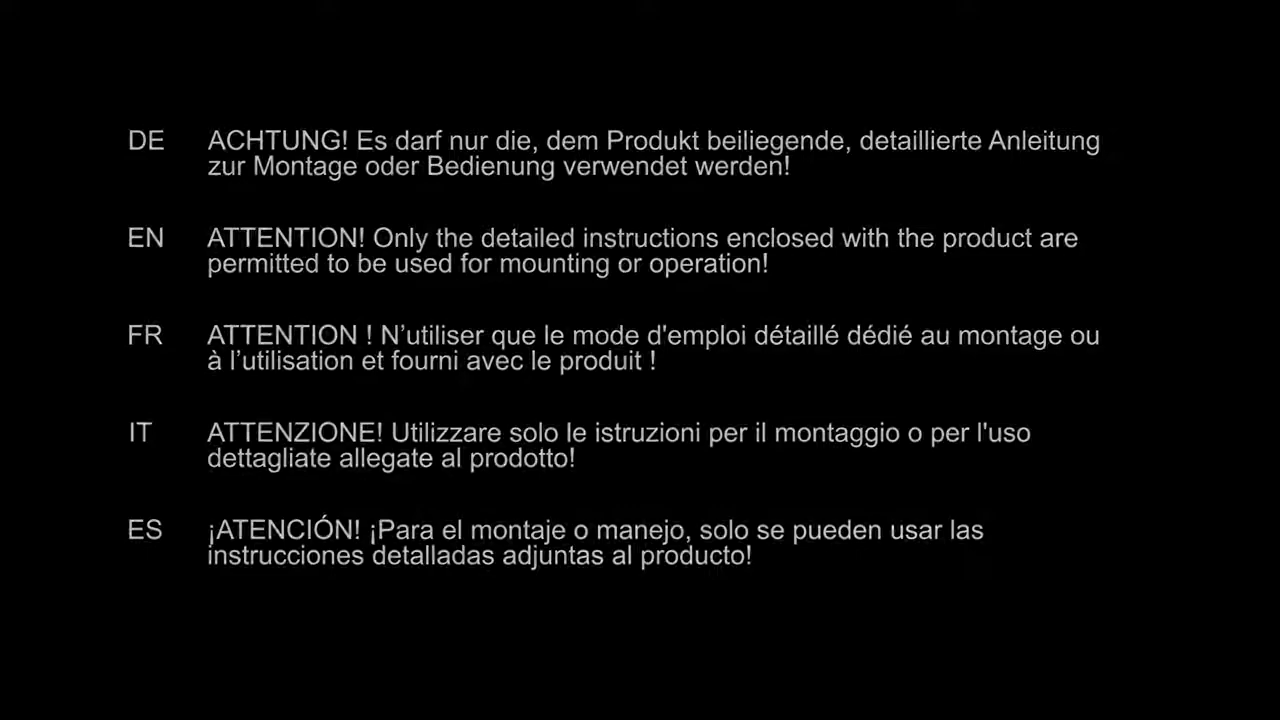 DE ACHTUNG! Es darf nur die, dem Produkt beiliegende, detaillierte Anleitung
zur Montage oder Bedienung verwendet werden!
EN ATTENTION! Only the detailed instructions enclosed with the product are
permitted to be used for mounting or operation!
FR ATTENTION ! N’utiliser que le mode d'emploi détaillé dédié au montage ou
à l’utilisation et fourni avec le produit !
IT ATTENZIONE! Utilizzare solo le istruzioni per il montaggio o per l'uso
dettagliate allegate al prodotto!
ES ¡ATENCIÓN! ¡Para el montaje o manejo, solo se pueden usar las
instrucciones detalladas adjuntas al producto!